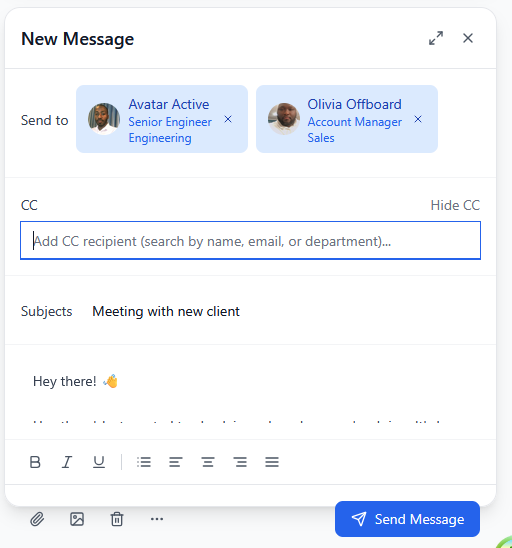 New Message
Send to
Avatar Active
Senior Engineer
Engineering
Olivia Offboard
Account Manager
Sales
CC
Hide CC
Add CC recipient (search by name, email, or department)...
Subjects
Meeting with new client
Hey there! 👋
B I U
Send Message